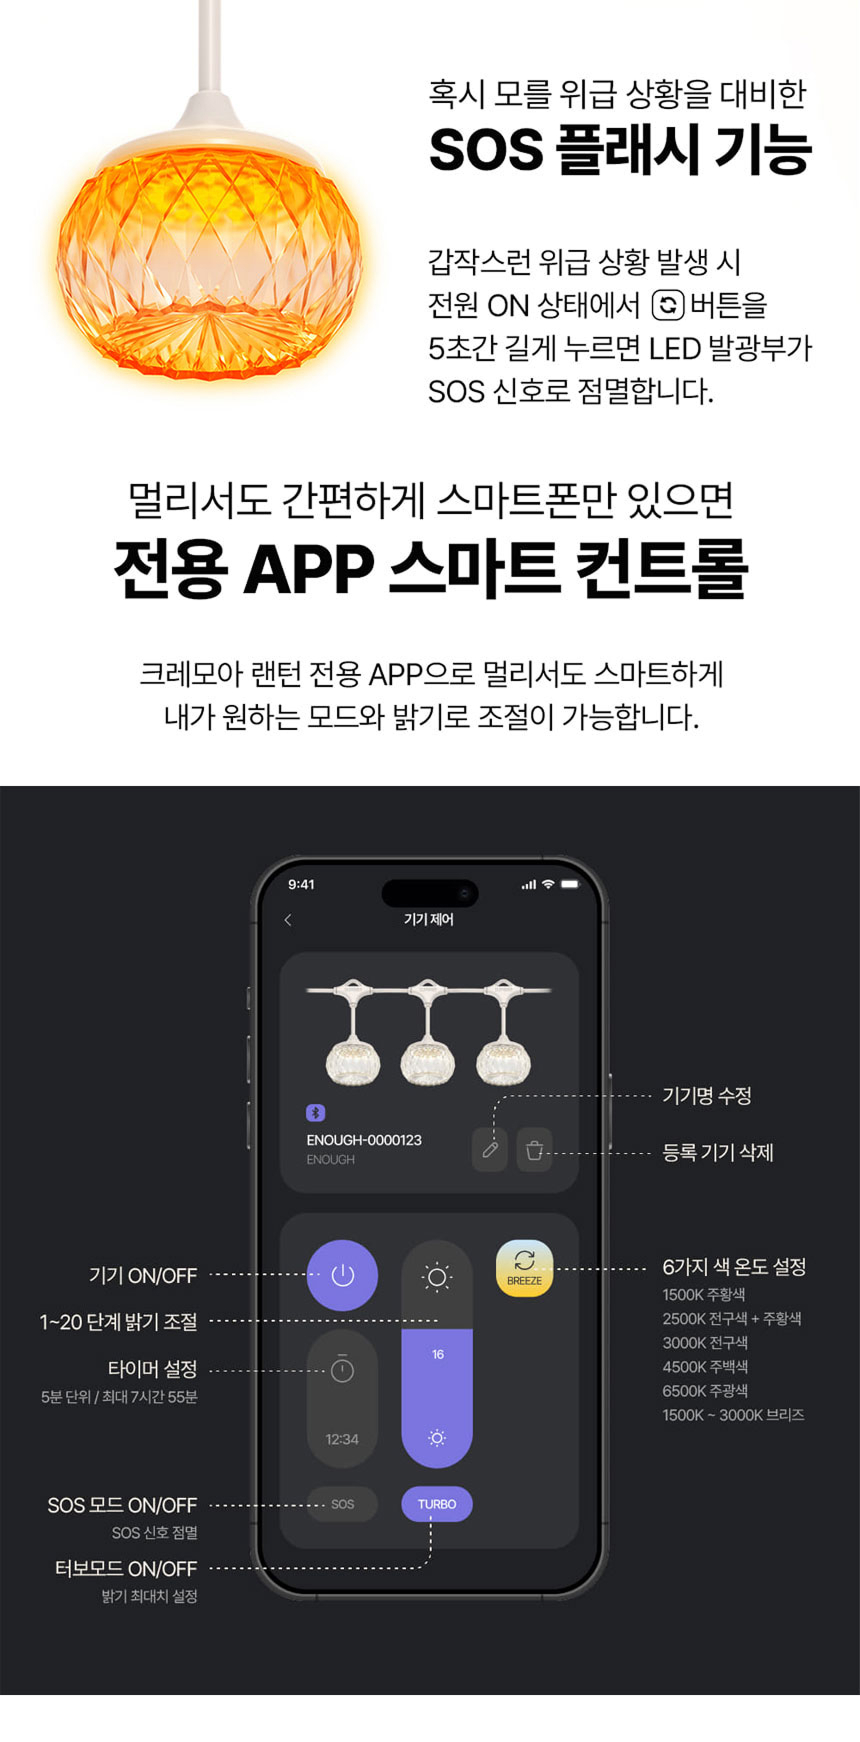 혹시 모를 위급 상황을 대비한
SOS 플래시 기능
갑작스런 위급 상황 발생 시
전원 ON 상태에서 버튼을
5초간 길게 누르면 LED 발광부가
SOS 신호로 점멸합니다.
멀리서도 간편하게 스마트폰만 있으면
전용 APP 스마트 컨트롤
크레모아 랜턴 전용 APP으로 멀리서도 스마트하게
내가 원하는 모드와 밝기로 조절이 가능합니다.
9:41
기기 제어
ENOUGH-0000123
ENOUGH
기기명 수정
등록 기기 삭제
기기 ON/OFF
1~20 단계 밝기 조절
타이머 설정
5분 단위 / 최대 7시간 55분
SOS 모드 ON/OFF
SOS 신호 점멸
터보모드 ON/OFF
밝기 최대치 설정
16
12:34
SOS
TURBO
BREEZE
6가지 색 온도 설정
1500K 주황색
2500K 전구색 + 주황색
3000K 전구색
4500K 주백색
6500K 주광색
1500K ~ 3000K 브리즈